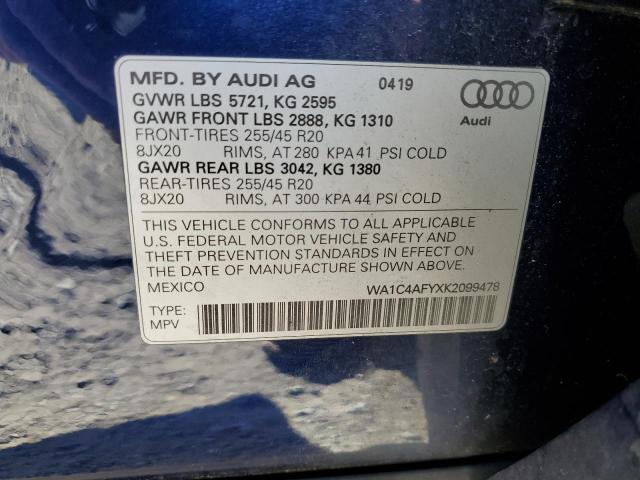 MFD. BY AUDI AG 0419
GVWR LBS 5721, KG 2595
GAWR FRONT LBS 2888, KG 1310
FRONT-TIRES 255/45 R20
8JX20 RIMS, AT 280 KPA 41 PSI COLD
GAWR REAR LBS 3042, KG 1380
REAR-TIRES 255/45 R20
8JX20 RIMS, AT 300 KPA 44 PSI COLD
Audi
THIS VEHICLE CONFORMS TO ALL APPLICABLE
U.S. FEDERAL MOTOR VEHICLE SAFETY AND
THEFT PREVENTION STANDARDS IN EFFECT ON
THE DATE OF MANUFACTURE SHOWN ABOVE.
MEXICO WA1C4AFYXK2099478
TYPE:
MPV